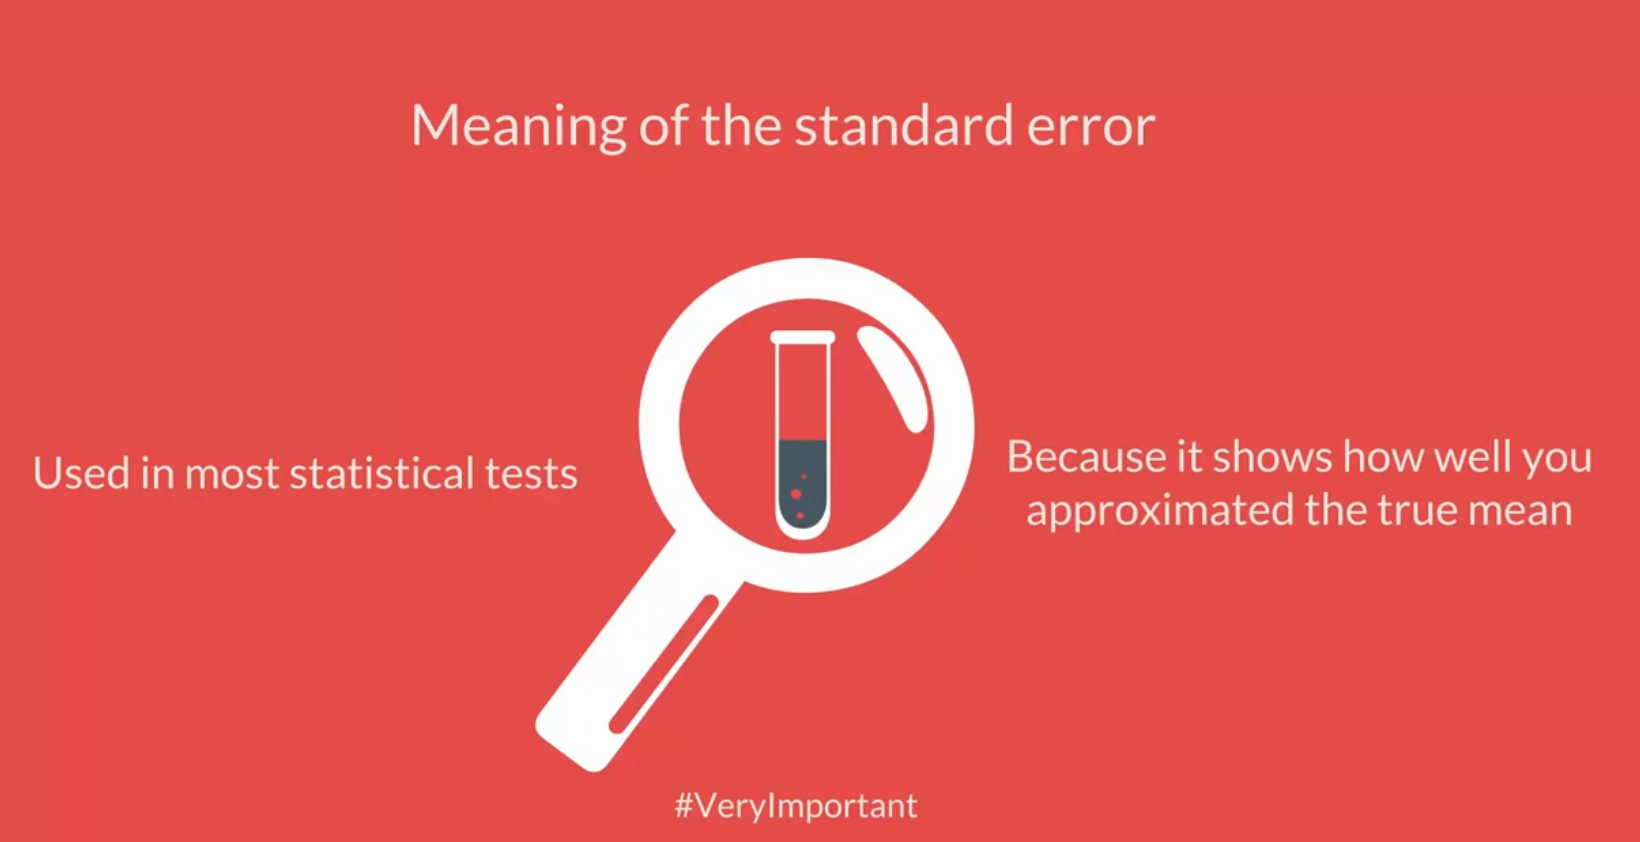 Meaning of the standard error
Used in most statistical tests
Because it shows how well you
approximated the true mean
#VeryImportant